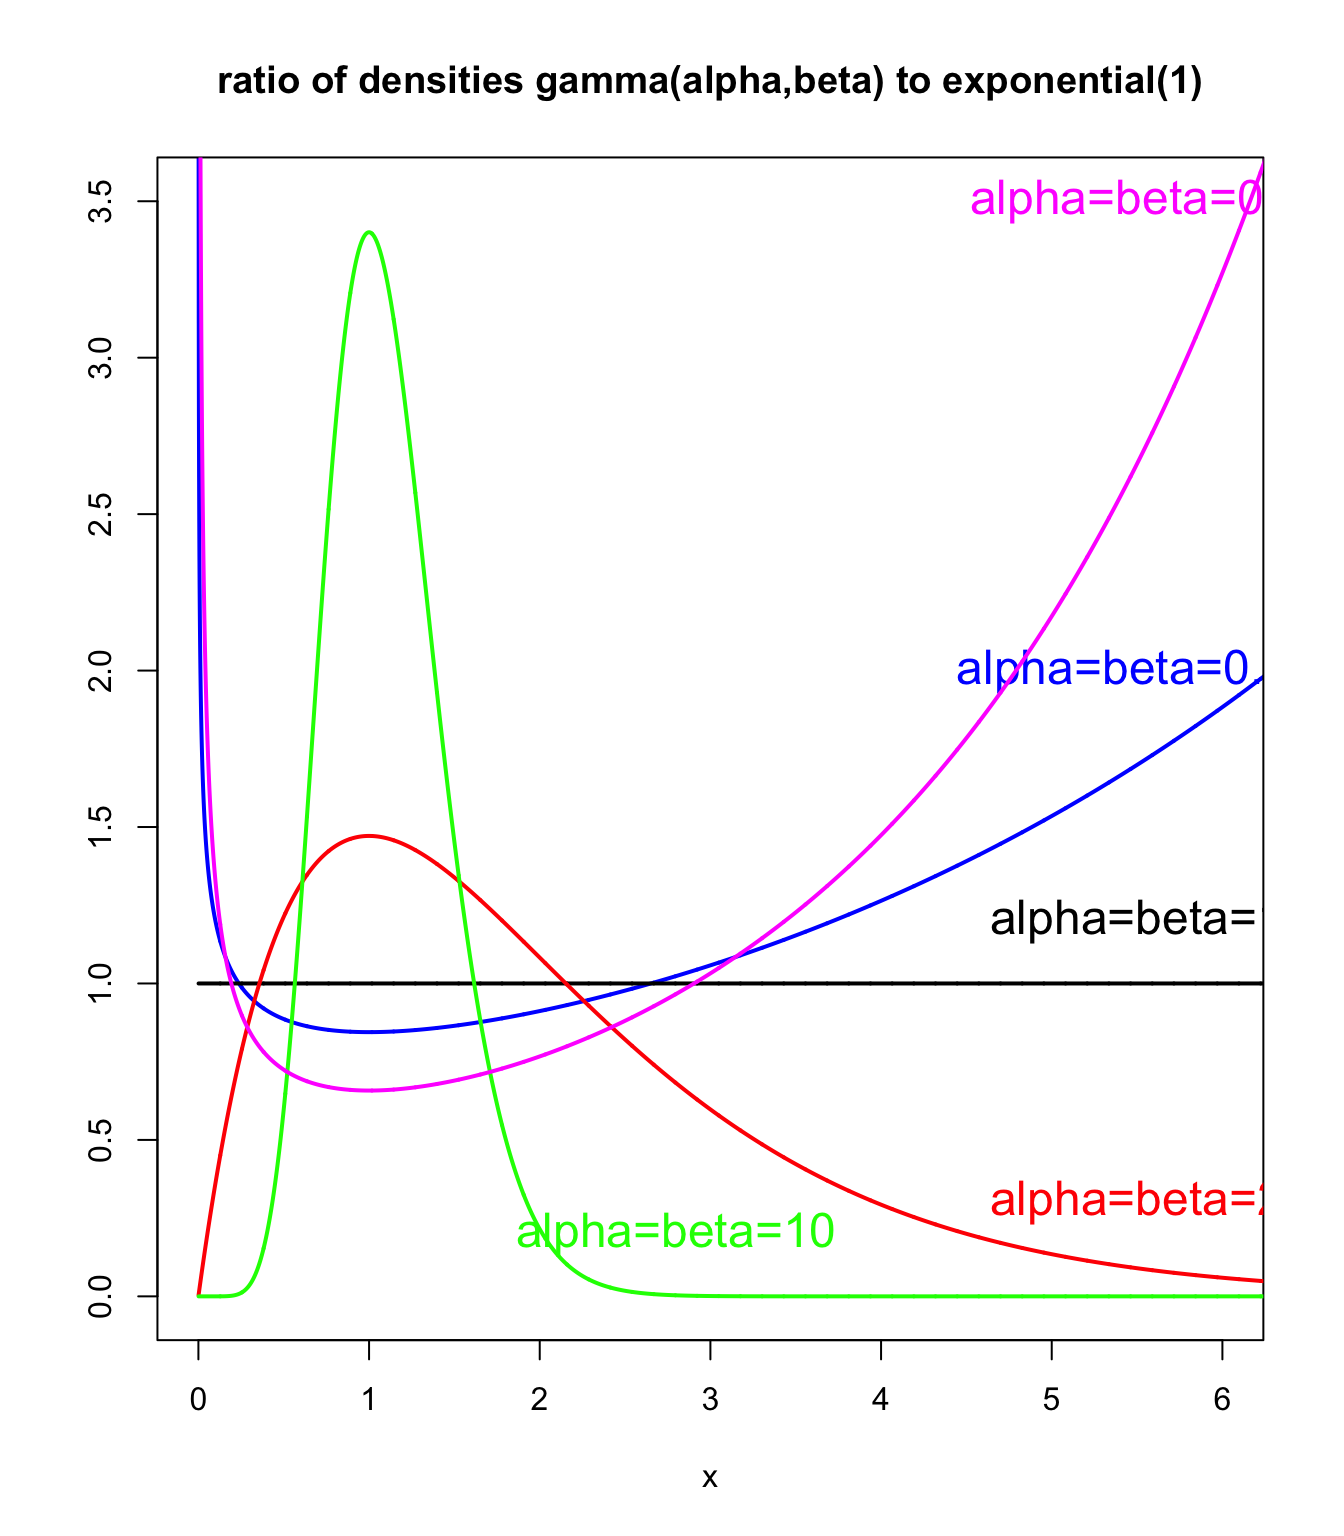 ratio of densities gamma(alpha,beta) to exponential(1)
3.5
3.0
2.5
2.0
1.5
1.0
0.5
0.0
alpha=beta=0
alpha=beta=0.
alpha=beta=1
alpha=beta=2
alpha=beta=10
0 1 2 3 4 5 6
x